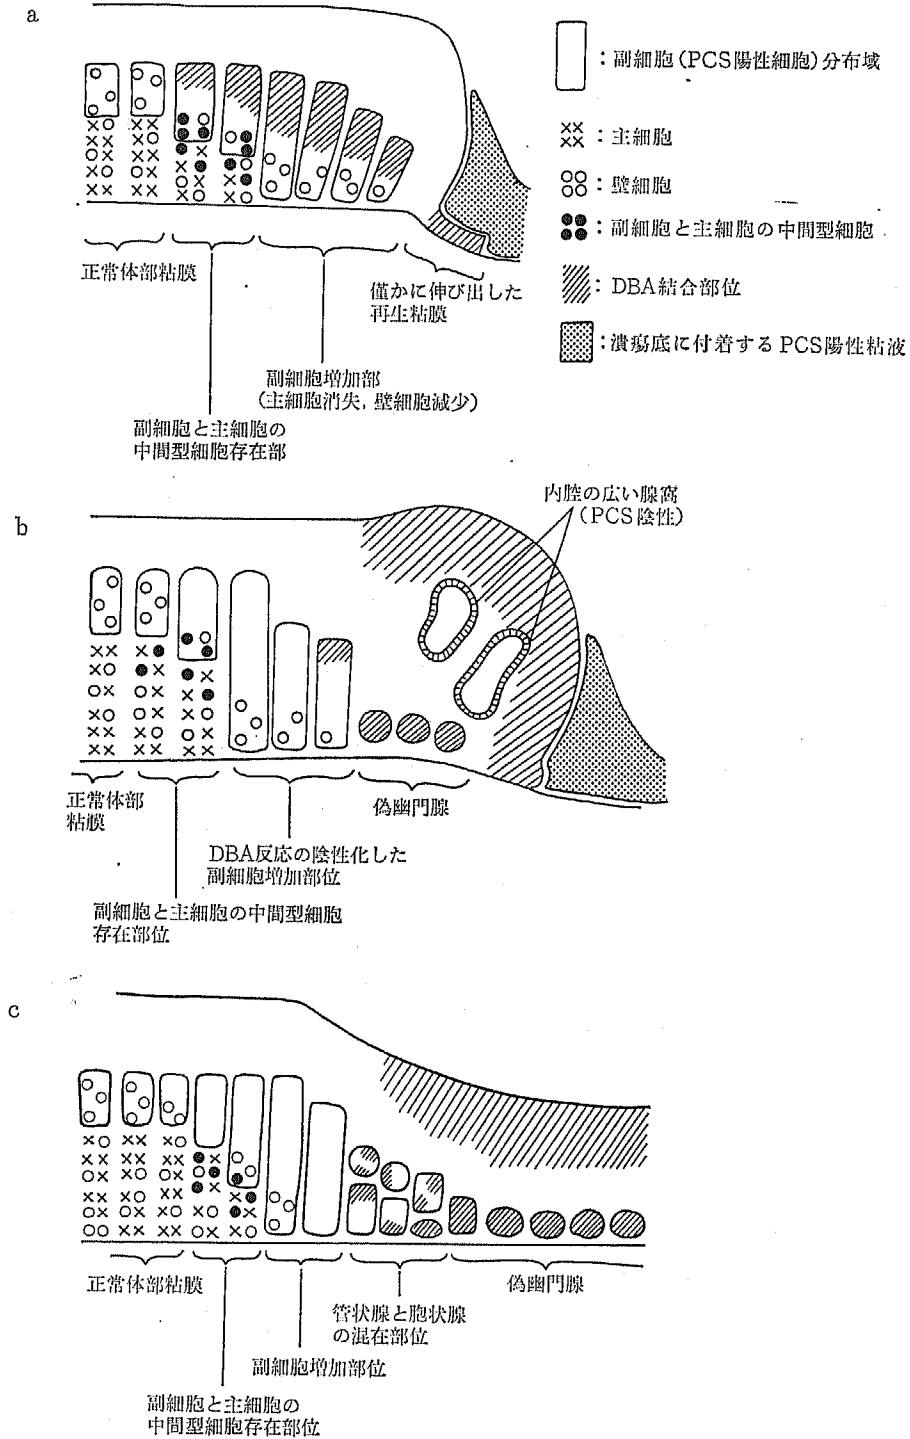 a
：副細胞（PCS陽性細胞）分布域
：主細胞
：壁細胞
：副細胞と主細胞の中間型細胞
：DBA結合部位
：潰瘍底に付着するPCS陽性粘液
正常体部粘膜
僅かに伸び出した
再生粘膜
副細胞増加部
（主細胞消失，壁細胞減少）
副細胞と主細胞の
中間型細胞存在部
b
内腔の広い腺窩
（PCS陰性）
正常体部
粘膜
偽幽門腺
DBA反応の陰性化した
副細胞増加部位
副細胞と主細胞の中間型細胞
存在部位
c
正常体部粘膜
偽幽門腺
管状腺と胞状腺
の混在部位
副細胞増加部位
副細胞と主細胞の
中間型細胞存在部位